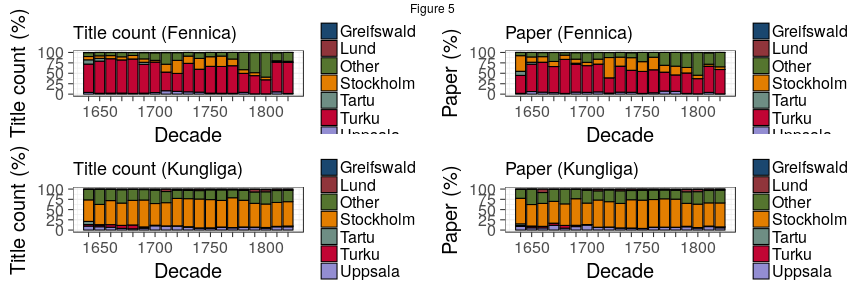 Figure 5
Title count (Fennica)
Title count (%)
100
75
50
25
0
1650 1700 1750 1800
Decade
Greifswald
Lund
Other
Stockholm
Tartu
Turku
Uppsala
Paper (Fennica)
Paper (%)
100
75
50
25
0
1650 1700 1750 1800
Decade
Greifswald
Lund
Other
Stockholm
Tartu
Turku
Uppsala
Title count (Kungliga)
Title count (%)
100
75
50
25
0
1650 1700 1750 1800
Decade
Greifswald
Lund
Other
Stockholm
Tartu
Turku
Uppsala
Paper (Kungliga)
Paper (%)
100
75
50
25
0
1650 1700 1750 1800
Decade
Greifswald
Lund
Other
Stockholm
Tartu
Turku
Uppsala